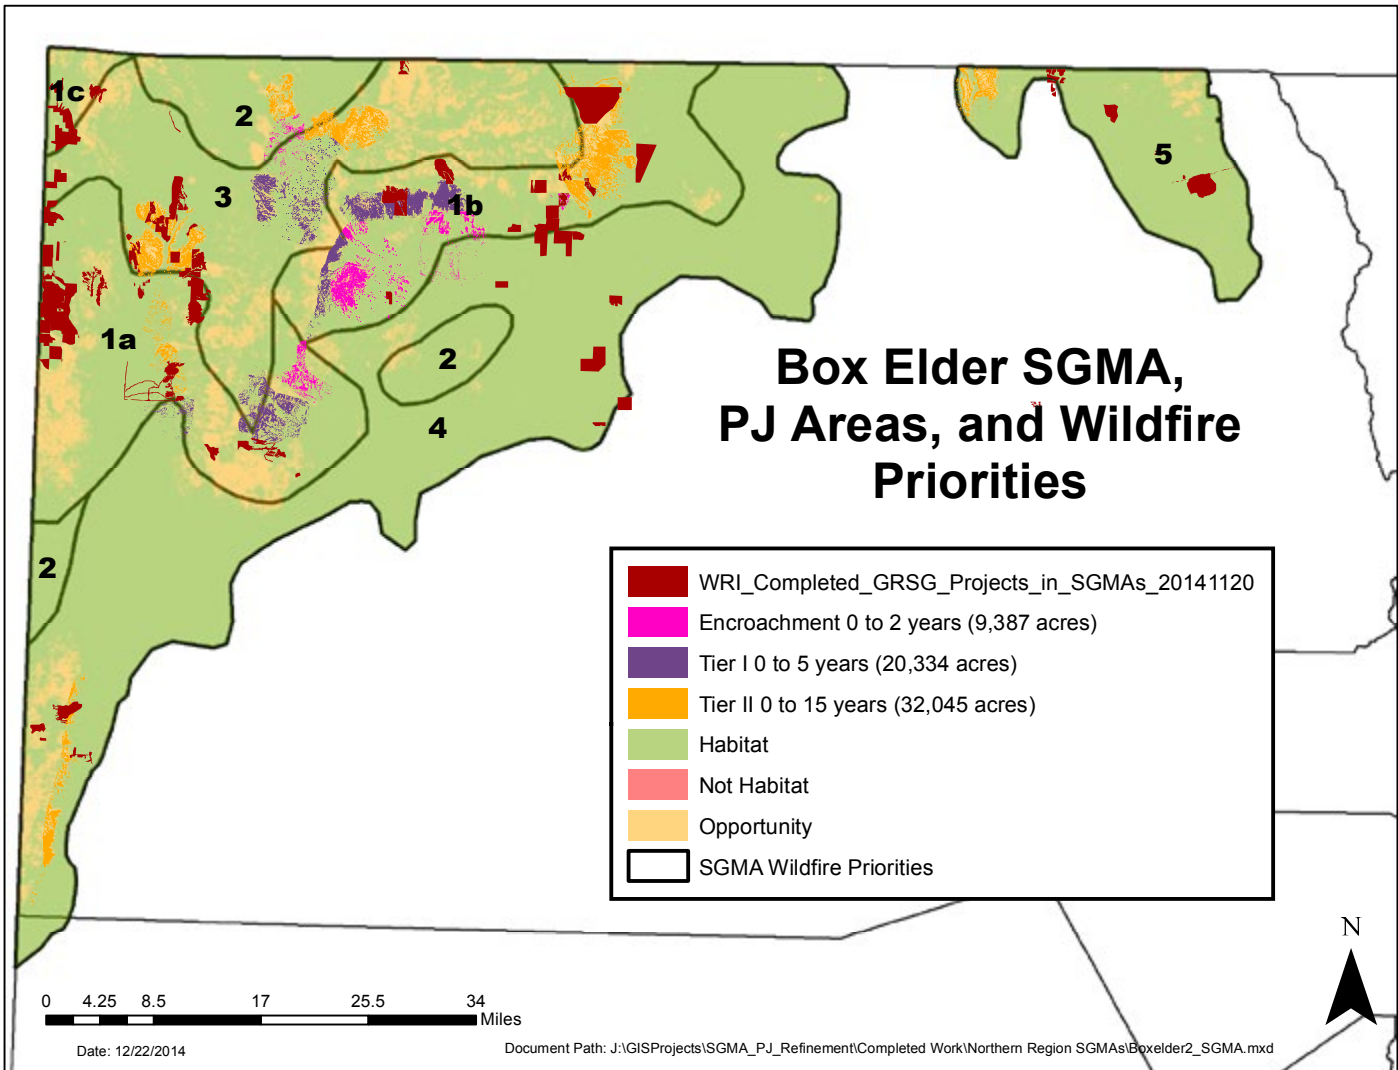 1c
2
3
1b
5
1a
2
4
2
Box Elder SGMA,
PJ Areas, and Wildfire
Priorities
WRI_Completed_GRSG_Projects_in_SGMAs_20141120
Encroachment 0 to 2 years (9,387 acres)
Tier I 0 to 5 years (20,334 acres)
Tier II 0 to 15 years (32,045 acres)
Habitat
Not Habitat
Opportunity
SGMA Wildfire Priorities
N
0 4.25 8.5 17 25.5 34
Miles
Date: 12/22/2014
Document Path: J:\GISProjects\SGMA_PJ_Refinement\Completed Work\Northern Region SGMAs\Boxelder2_SGMA.mxd